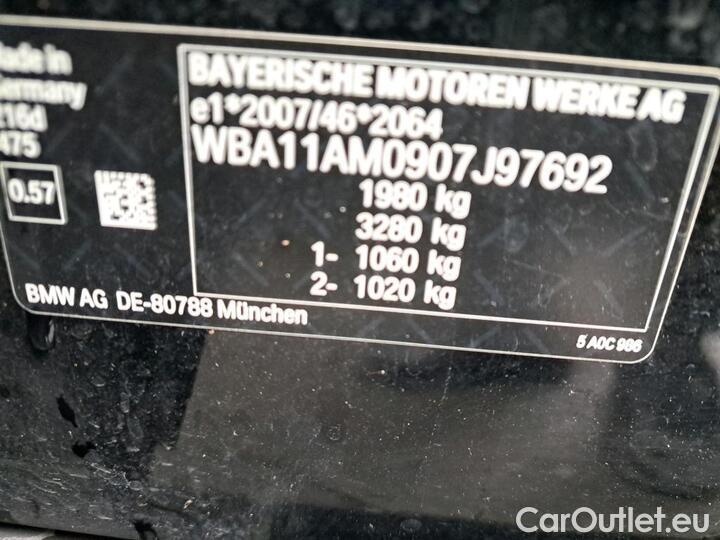 Made in
Germany
216d
475
0.57
BAYERISCHE MOTOREN WERKE AG
e1*2007/46*2064
WBA11AM0907J97692
1980 kg
3280 kg
1- 1060 kg
2- 1020 kg
BMW AG DE-80788 München
5 A0C 986
CarOutlet.eu